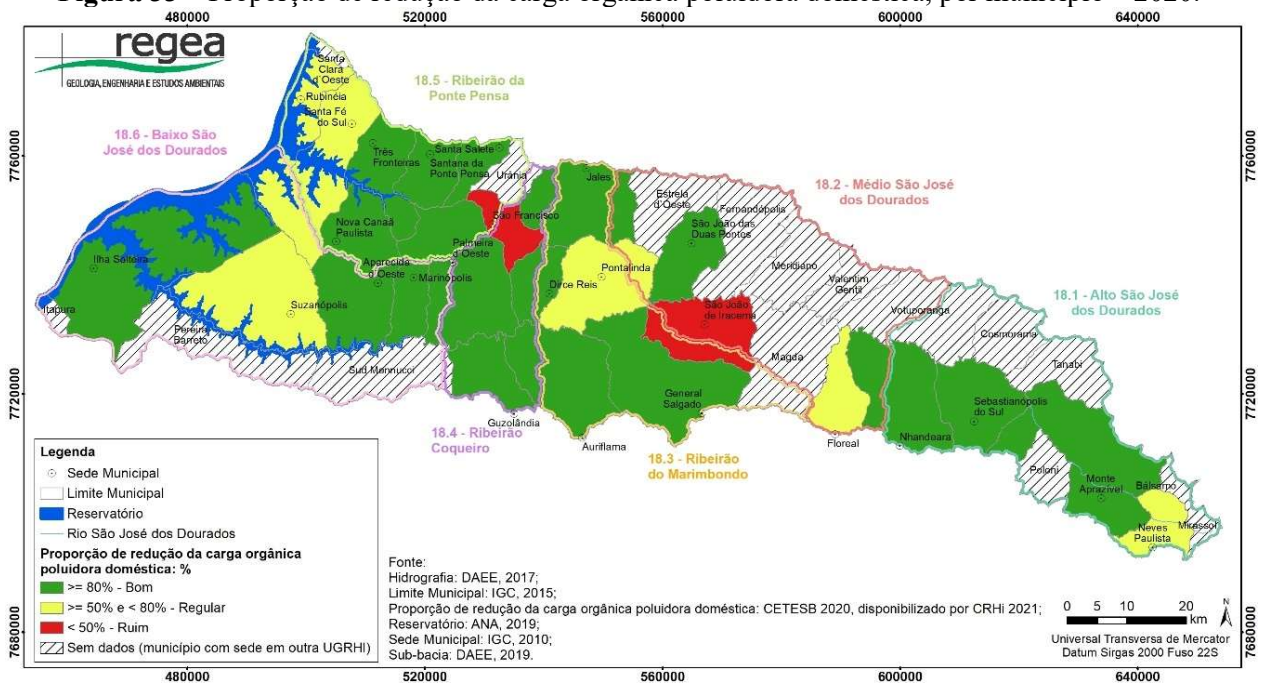 Figura 35 – Proporção de redução da carga orgânica poluidora doméstica, por município – 2020.
480000
520000
560000
600000
640000
regea
GEOLOGIA, ENGENHARIA E ESTUDOS AMBIENTAIS
7760000
7720000
7680000
7760000
7720000
7680000
18.5 - Ribeirão da
Ponte Pensa
18.6 - Baixo São
José dos Dourados
18.2 - Médio São José
dos Dourados
18.1 - Alto São José
dos Dourados
18.4 - Ribeirão
Coqueiro
18.3 - Ribeirão
do Marimbondo
Santa
Clara
d'Oeste
Rubinéia
Santa Fé
do Sul
Três
Fronteiras
Santa Salete
Santana da
Ponte Pensa
Urânia
Jales
São Francisco
Estrela
d'Oeste
Fernandópolis
São João das
Duas Pontes
Nova Canaã
Paulista
Palmeira
d'Oeste
Ilha Solteira
Aparecida
d'Oeste
Marinópolis
Pontalinda
Dirce Reis
Meridiano
Valentim
Gentil
Votuporanga
Itapura
Suzanópolis
Pereira
Barreto
São João
de Iracema
Cosmorama
Magda
Tanabi
Sud Mennucci
General
Salgado
Sebastianópolis
do Sul
Guzolândia
Auriflama
Floreal
Nhandeara
Poloni
Monte
Aprazível
Bálsamo
Neves
Paulista
Mirassol
Legenda
Sede Municipal
Limite Municipal
Reservatório
Rio São José dos Dourados
Proporção de redução da carga orgânica
poluidora doméstica: %
>= 80% - Bom
>= 50% e < 80% - Regular
< 50% - Ruim
Sem dados (município com sede em outra UGRHI)
Fonte:
Hidrografia: DAEE, 2017;
Limite Municipal: IGC, 2015;
Proporção de redução da carga orgânica poluidora doméstica: CETESB 2020, disponibilizado por CRHi 2021;
Reservatório: ANA, 2019;
Sede Municipal: IGC, 2010;
Sub-bacia: DAEE, 2019.
0 5 10 20
km
N
Universal Transversa de Mercator
Datum Sirgas 2000 Fuso 22S
480000
520000
560000
600000
640000